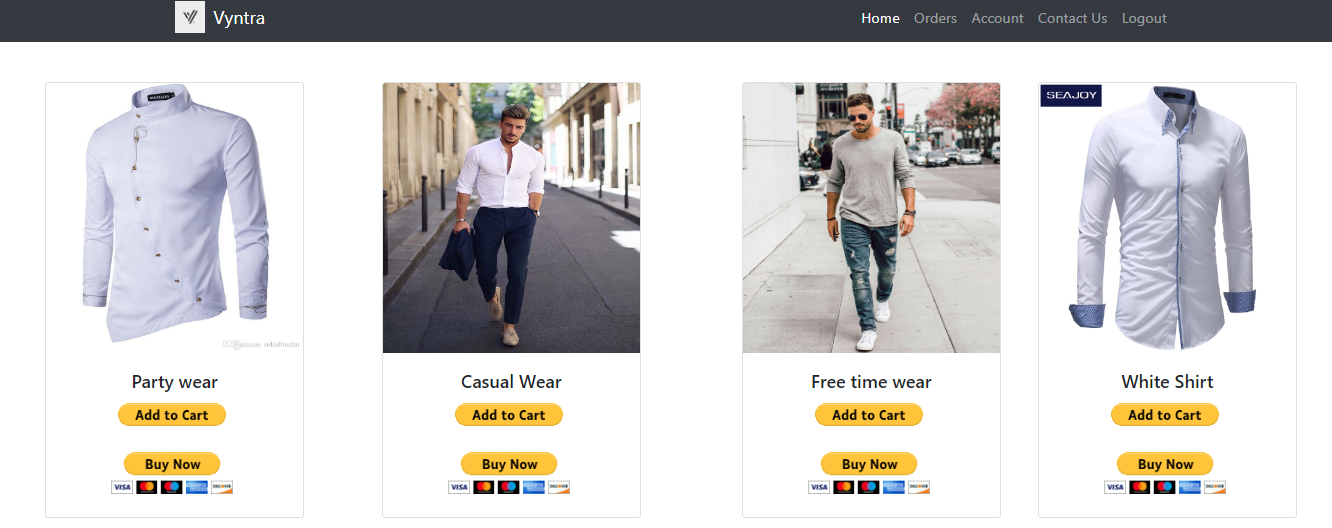 Vyntra
Home Orders Account Contact Us Logout
SEAJOY
Party wear
Casual Wear
Free time wear
White Shirt
Add to Cart
Add to Cart
Add to Cart
Add to Cart
Buy Now
Buy Now
Buy Now
Buy Now
VISA
DISCOVER
VISA
DISCOVER
VISA
DISCOVER
VISA
DISCOVER